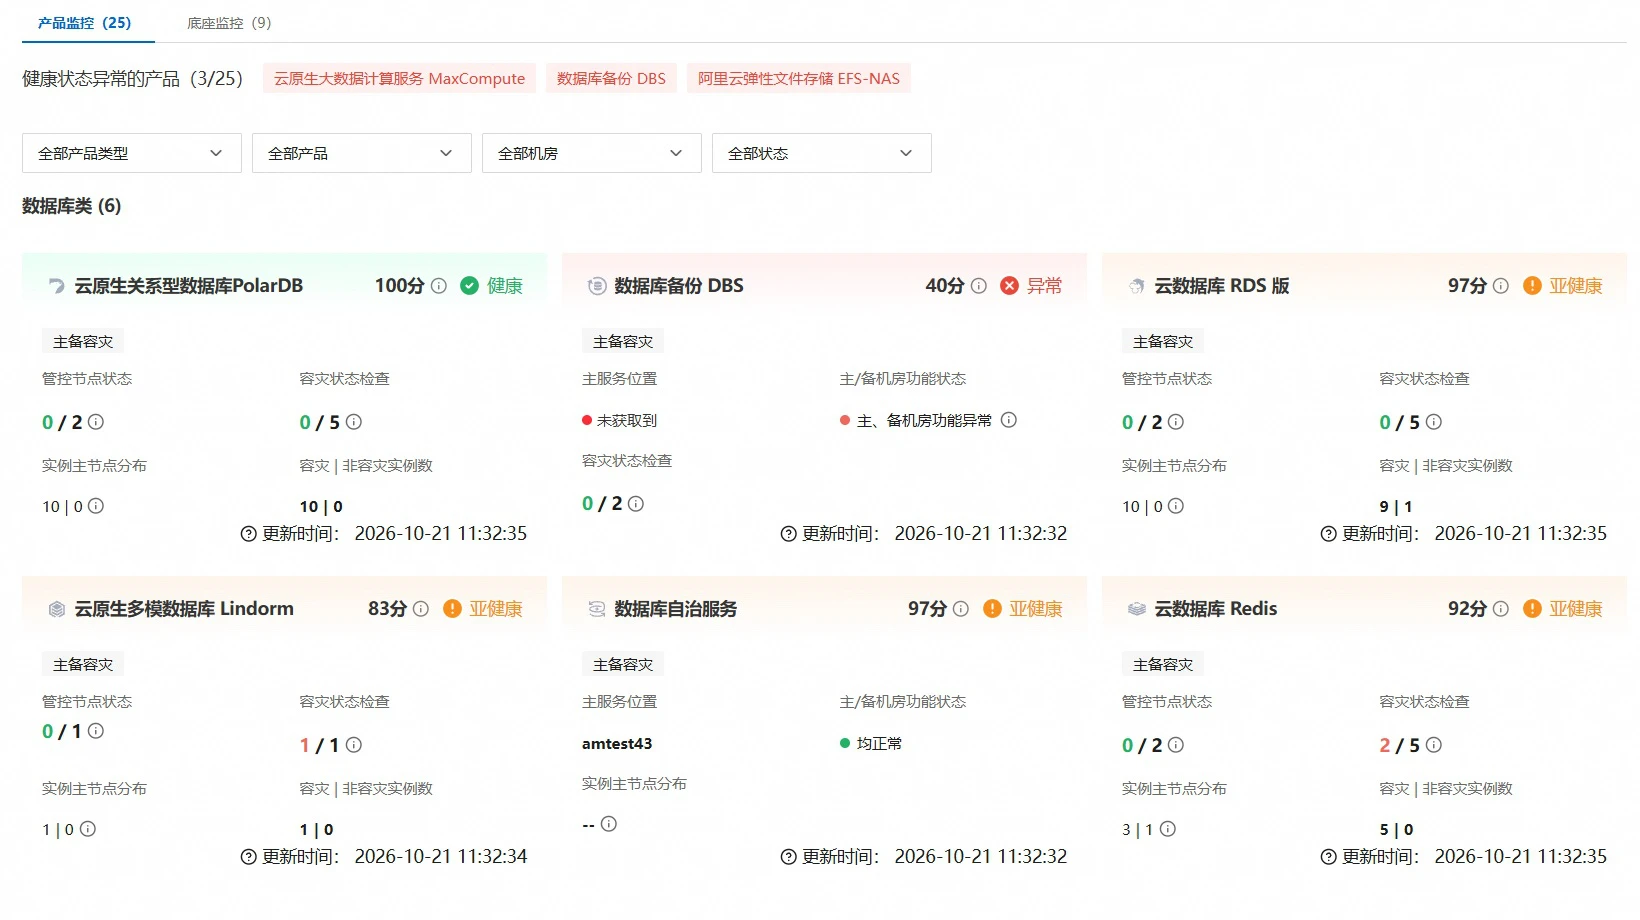 产品监控（25） 底座监控（9）
健康状态异常的产品（3/25） 云原生大数据计算服务 MaxCompute 数据库备份 DBS 阿里云弹性文件存储 EFS-NAS
全部产品类型 全部产品 全部机房 全部状态
数据库类 (6)
云原生关系型数据库PolarDB 100分 健康
主备容灾
管控节点状态 容灾状态检查
0 / 2 0 / 5
实例主节点分布 容灾 | 非容灾实例数
10 | 0 10 | 0
更新时间： 2026-10-21 11:32:35
数据库备份 DBS 40分 异常
主备容灾
主服务位置 主/备机房功能状态
未获取到 主、备机房功能异常
容灾状态检查
0 / 2
更新时间： 2026-10-21 11:32:32
云数据库 RDS 版 97分 亚健康
主备容灾
管控节点状态 容灾状态检查
0 / 2 0 / 5
实例主节点分布 容灾 | 非容灾实例数
10 | 0 9 | 1
更新时间： 2026-10-21 11:32:35
云原生多模数据库 Lindorm 83分 亚健康
主备容灾
管控节点状态 容灾状态检查
0 / 1 1 / 1
实例主节点分布 容灾 | 非容灾实例数
1 | 0 1 | 0
更新时间： 2026-10-21 11:32:34
数据库自治服务 97分 亚健康
主备容灾
主服务位置 主/备机房功能状态
amtest43 均正常
实例主节点分布
--
更新时间： 2026-10-21 11:32:32
云数据库 Redis 92分 亚健康
主备容灾
管控节点状态 容灾状态检查
0 / 2 2 / 5
实例主节点分布 容灾 | 非容灾实例数
3 | 1 5 | 0
更新时间： 2026-10-21 11:32:35